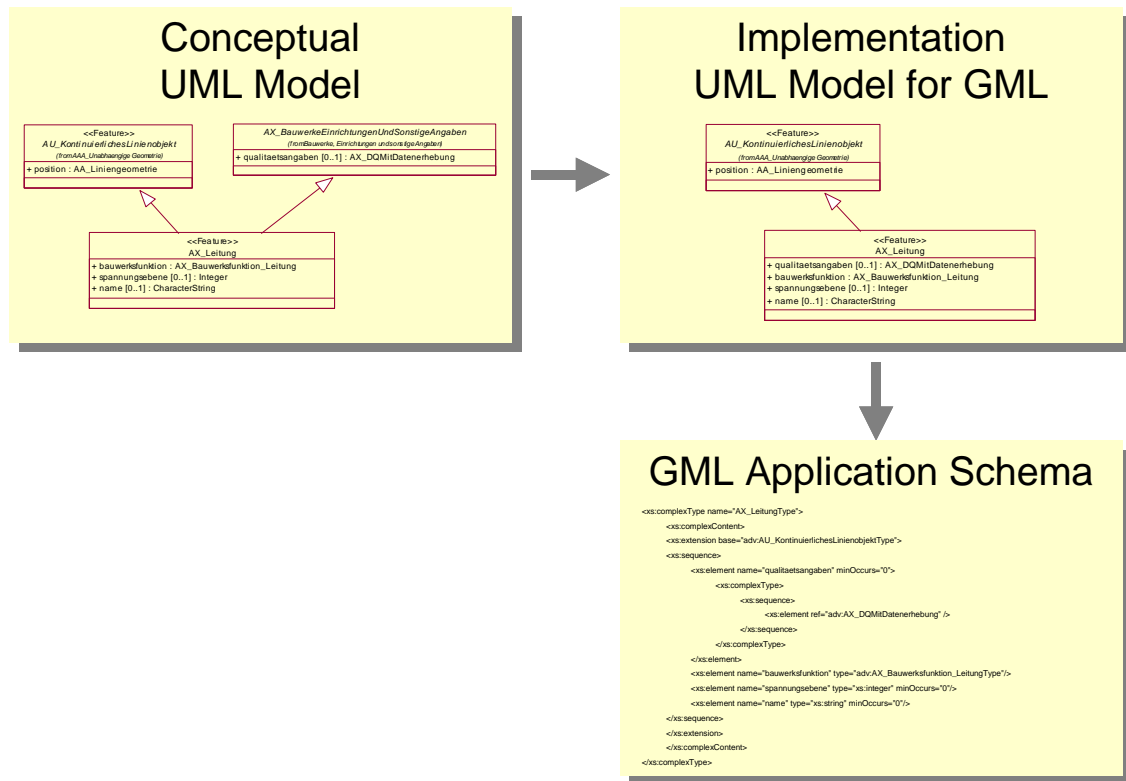 Conceptual
UML Model
<<Feature>>
AU_KontinuierlichesLinienobjekt
(fromAAA_Unabhaengige Geometrie)
+ position : AA_Liniengeometrie
AX_BauwerkeEinrichtungenUndSonstigeAngaben
(fromBauwerke, Einrichtungen undsonstigeAngaben)
+ qualitaetsangaben [0..1] : AX_DQMitDatenerhebung
<<Feature>>
AX_Leitung
+ bauwerksfunktion : AX_Bauwerksfunktion_Leitung
+ spannungsebene [0..1] : Integer
+ name [0..1] : CharacterString
Implementation
UML Model for GML
<<Feature>>
AU_KontinuierlichesLinienobjekt
(fromAAA_Unabhaengige Geometrie)
+ position : AA_Liniengeometrie
<<Feature>>
AX_Leitung
+ qualitaetsangaben [0..1] : AX_DQMitDatenerhebung
+ bauwerksfunktion : AX_Bauwerksfunktion_Leitung
+ spannungsebene [0..1] : Integer
+ name [0..1] : CharacterString
GML Application Schema
<xs:complexType name="AX_LeitungType">
<xs:complexContent>
<xs:extension base="adv:AU_KontinuierlichesLinienobjektType">
<xs:sequence>
<xs:element name="qualitaetsangaben" minOccurs="0">
<xs:complexType>
<xs:sequence>
<xs:element ref="adv:AX_DQMitDatenerhebung" />
</xs:sequence>
</xs:complexType>
</xs:element>
<xs:element name="bauwerksfunktion" type="adv:AX_Bauwerksfunktion_LeitungType"/>
<xs:element name="spannungsebene" type="xs:integer" minOccurs="0"/>
<xs:element name="name" type="xs:string" minOccurs="0"/>
</xs:sequence>
</xs:extension>
</xs:complexContent>
</xs:complexType>